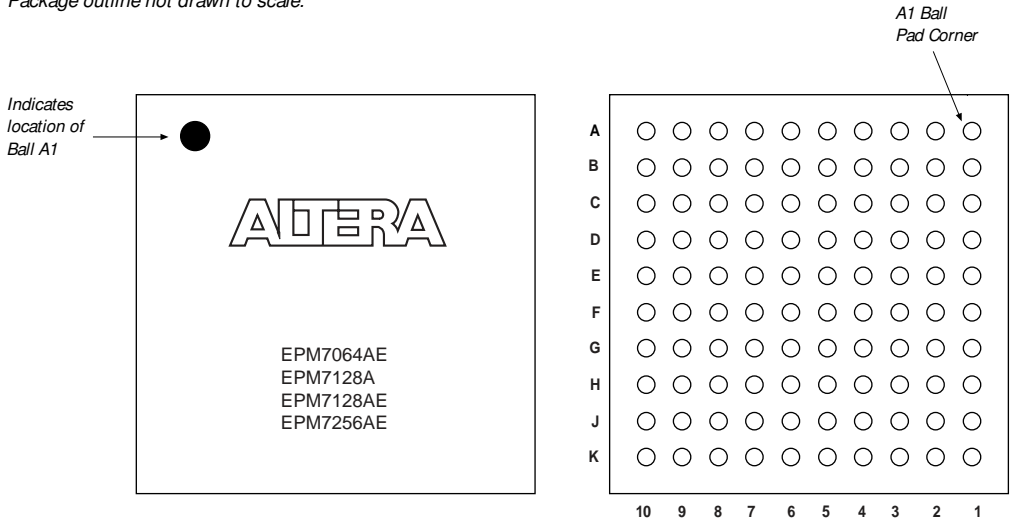 Package outline not drawn to scale.
A1 Ball
Pad Corner
Indicates
location of
Ball A1
ALTERA
EPM7064AE
EPM7128A
EPM7128AE
EPM7256AE
A
B
C
D
E
F
G
H
J
K
10 9 8 7 6 5 4 3 2 1